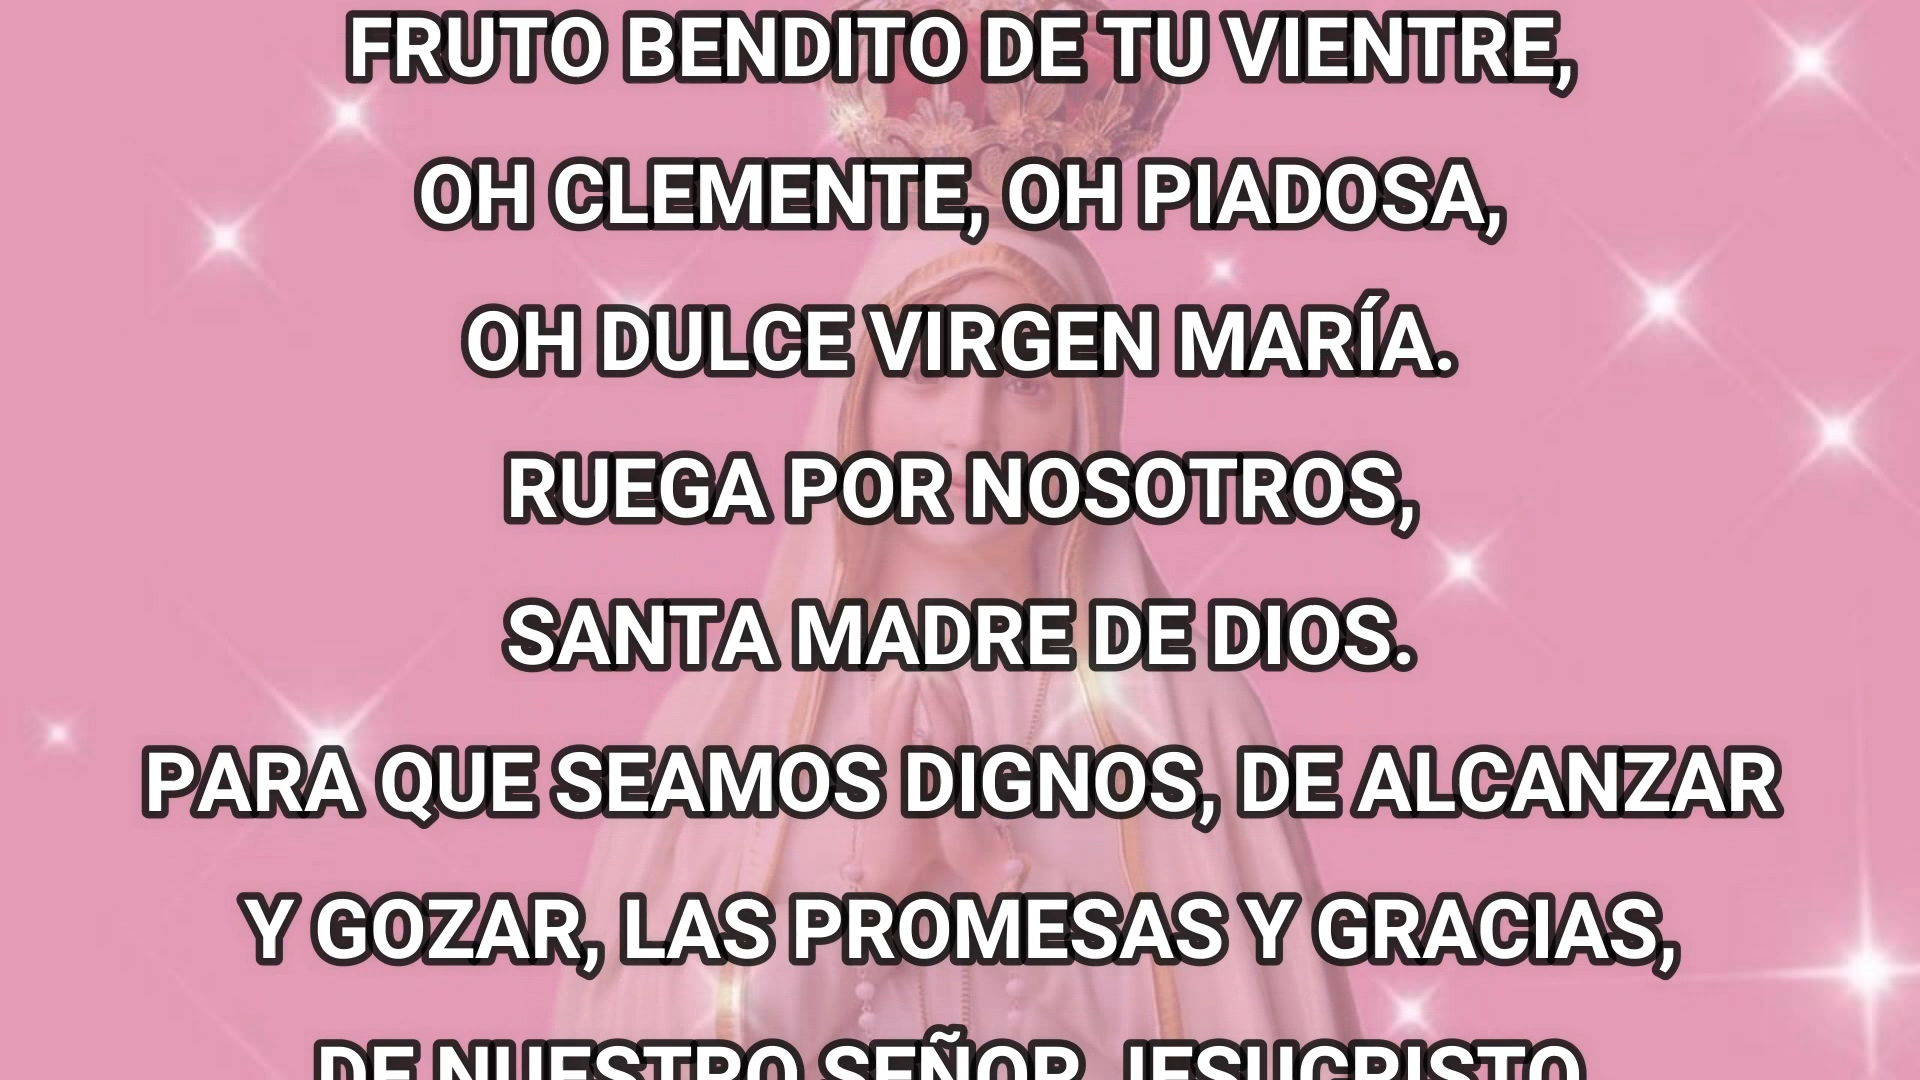 FRUTO BENDITO DE TU VIENTRE,
OH CLEMENTE, OH PIADOSA,
OH DULCE VIRGEN MARÍA.
RUEGA POR NOSOTROS,
SANTA MADRE DE DIOS.
PARA QUE SEAMOS DIGNOS, DE ALCANZAR
Y GOZAR, LAS PROMESAS Y GRACIAS,
DE NUESTRO SEÑOR JESUCRISTO